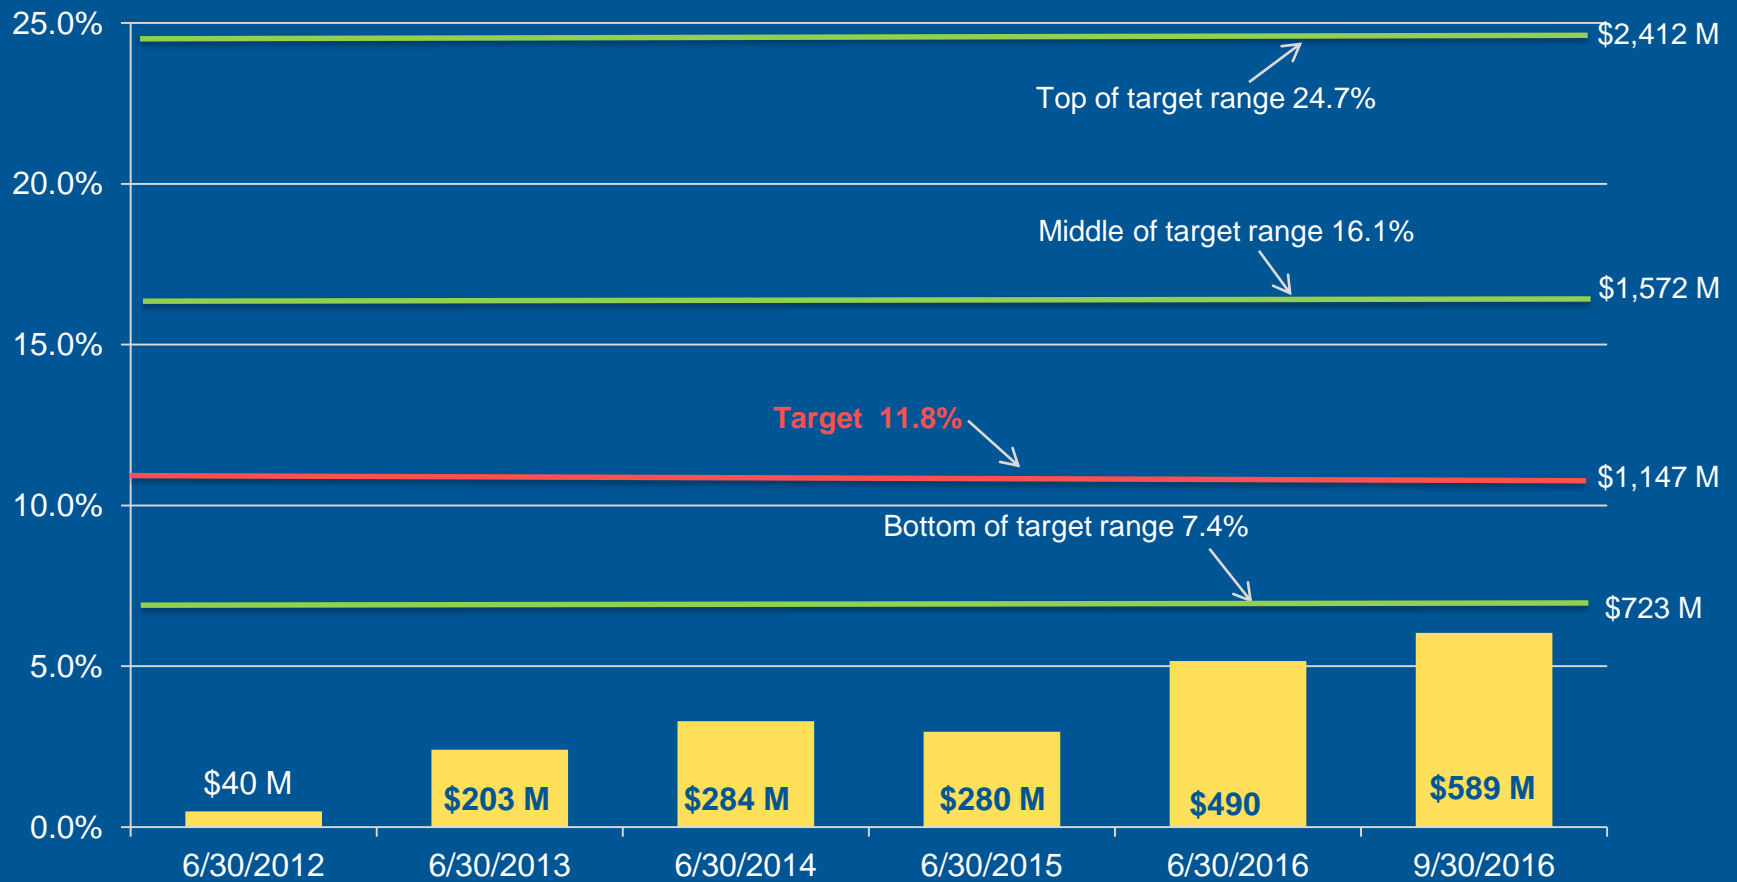 25.0%
$2,412 M
Top of target range 24.7%
20.0%
Middle of target range 16.1%
$1,572 M
15.0%
Target  11.8%
$1,147 M
10.0%
Bottom of target range 7.4%
$723 M
5.0%
$40 M
$203 M
$284 M
$280 M
$490
$589 M
0.0%
6/30/2012
6/30/2013
6/30/2014
6/30/2015
6/30/2016
9/30/2016